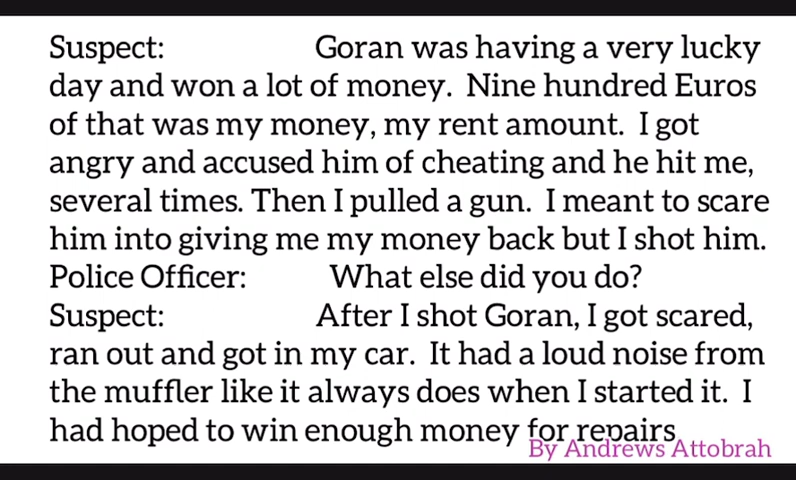 Suspect: Goran was having a very lucky
day and won a lot of money. Nine hundred Euros
of that was my money, my rent amount. I got
angry and accused him of cheating and he hit me,
several times. Then I pulled a gun. I meant to scare
him into giving me my money back but I shot him.
Police Officer: What else did you do?
Suspect: After I shot Goran, I got scared,
ran out and got in my car. It had a loud noise from
the muffler like it always does when I started it. I
had hoped to win enough money for repairs
By Andrews Attobrah